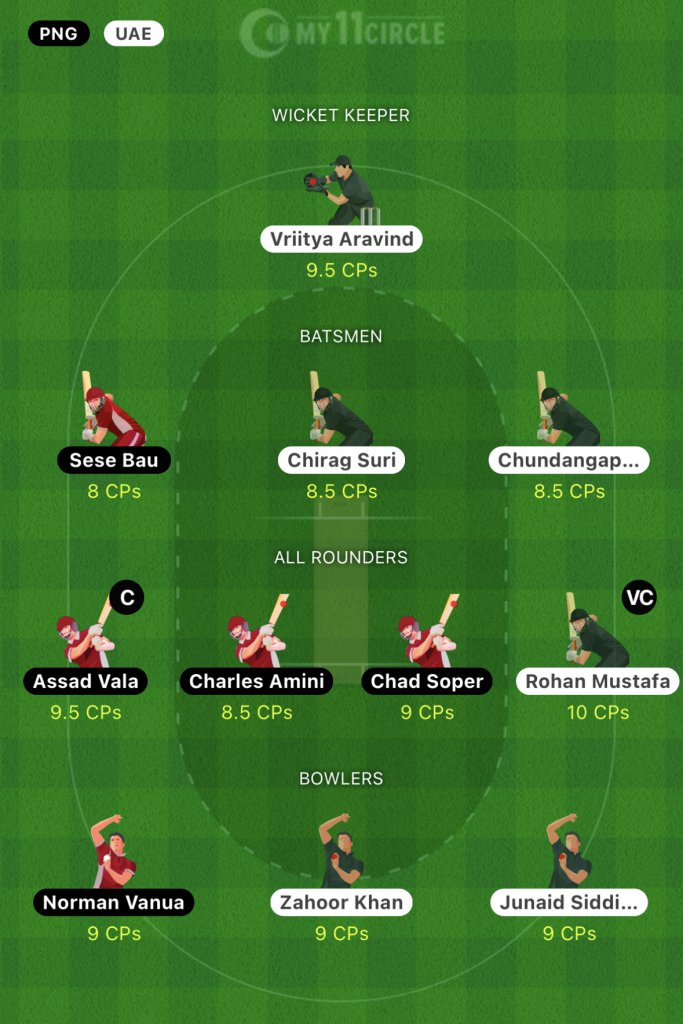 PNG UAE MY11CIRCLE
WICKET KEEPER
Vriitya Aravind
9.5 CPs
BATSMEN
Sese Bau Chirag Suri Chundangap...
8 CPs 8.5 CPs 8.5 CPs
ALL ROUNDERS
C VC
Assad Vala Charles Amini Chad Soper Rohan Mustafa
9.5 CPs 8.5 CPs 9 CPs 10 CPs
BOWLERS
Norman Vanua Zahoor Khan Junaid Siddi...
9 CPs 9 CPs 9 CPs